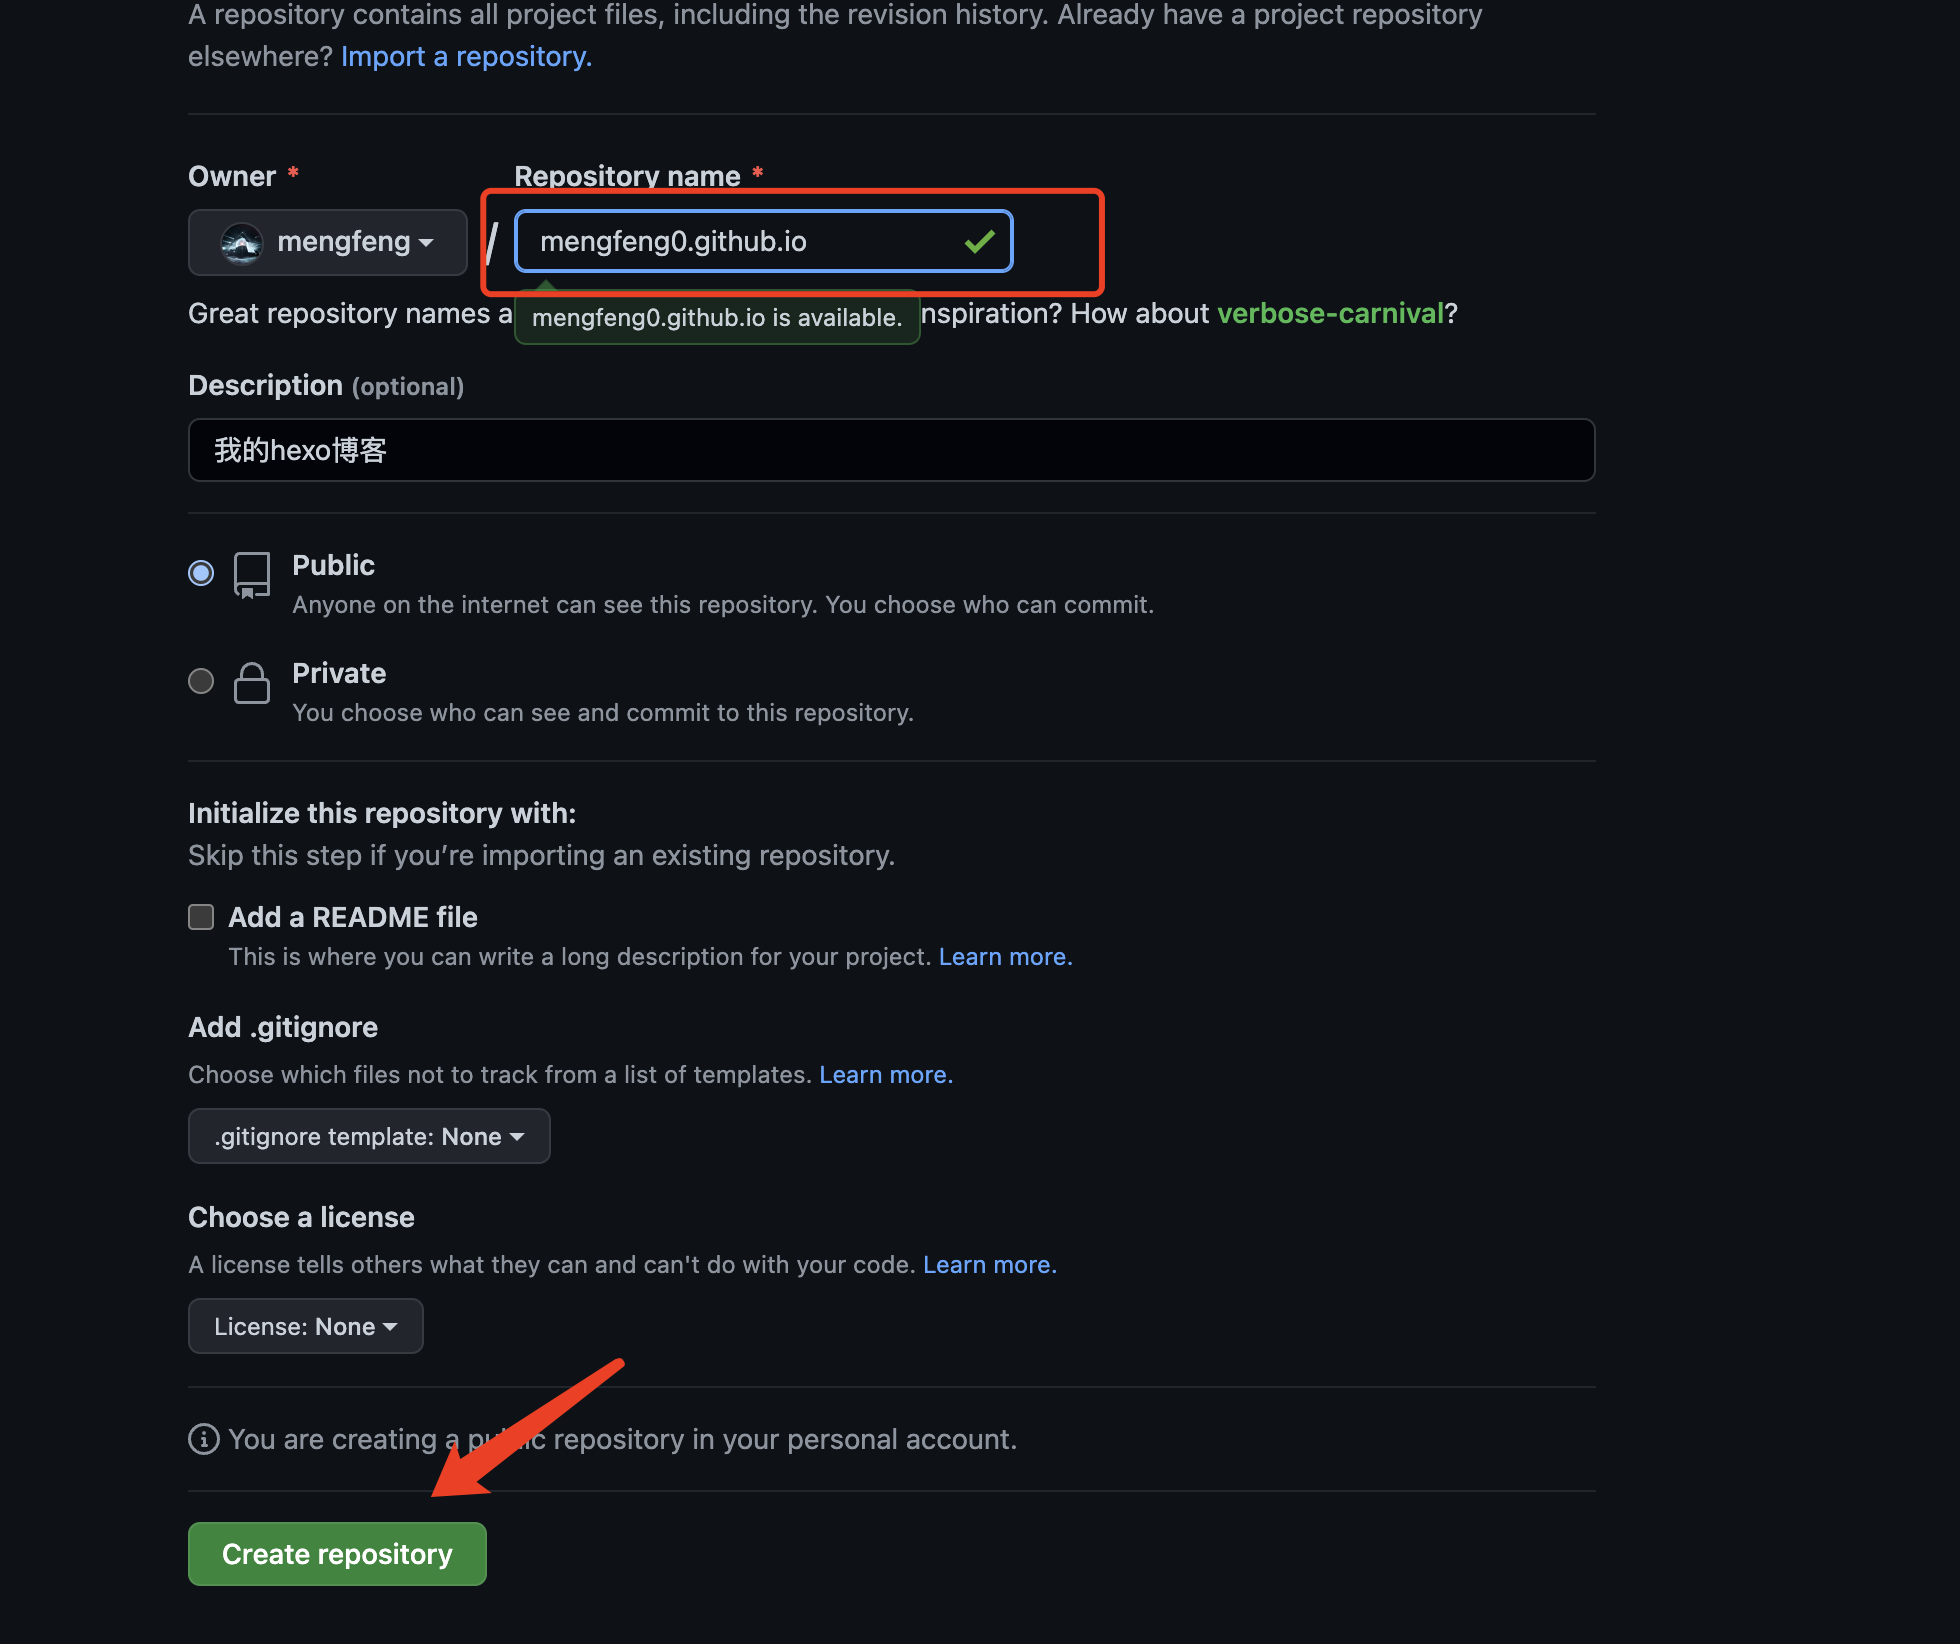 A repository contains all project files, including the revision history. Already have a project repository
elsewhere? Import a repository.
Owner *
Repository name *
mengfeng
/
mengfeng0.github.io
Great repository names a
mengfeng0.github.io is available.
nspiration? How about verbose-carnival?
Description (optional)
我的hexo博客
Public
Anyone on the internet can see this repository. You choose who can commit.
Private
You choose who can see and commit to this repository.
Initialize this repository with:
Skip this step if you’re importing an existing repository.
Add a README file
This is where you can write a long description for your project. Learn more.
Add .gitignore
Choose which files not to track from a list of templates. Learn more.
.gitignore template: None
Choose a license
A license tells others what they can and can't do with your code. Learn more.
License: None
You are creating a public repository in your personal account.
Create repository